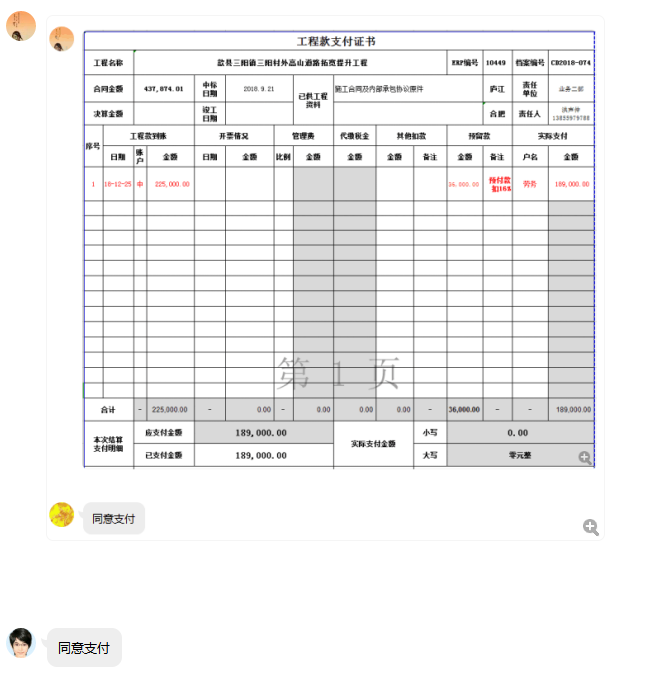 工程款支付证书
工程名称 歙县三阳镇三阳村外高山道路拓宽提升工程 ERP编号 10449 档案编号 CB2018-074
合同金额 437,874.01 中标日期 2018.9.21 已供工程资料 施工合同及内部承包协议原件 庐江 责任单位 业务二部
决算金额 竣工日期 合肥 责任人 13855979788
序号 工程款到账 开票情况 管理费 代缴税金 其他扣款 预留款 实际支付
日期 账户 金额 日期 金额 比例 金额 金额 金额 备注 金额 备注 户名 金额
1 18-12-25 中 225,000.00 36,000.00 预付款扣16% 劳务 189,000.00
第 1 页
合计 - 225,000.00 - 0.00 - 0.00 0.00 0.00 - 36,000.00 - - 189,000.00
本次结算支付明细 应支付金额 189,000.00 实际支付金额 小写 0.00
已支付金额 189,000.00 大写 零元整
同意支付
同意支付